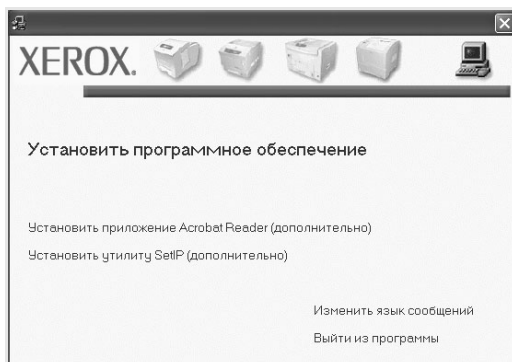 XEROX.
Установить программное обеспечение
Установить приложение Acrobat Reader (дополнительно)
Установить утилиту SetIP (дополнительно)
Изменить язык сообщений
Выйти из программы